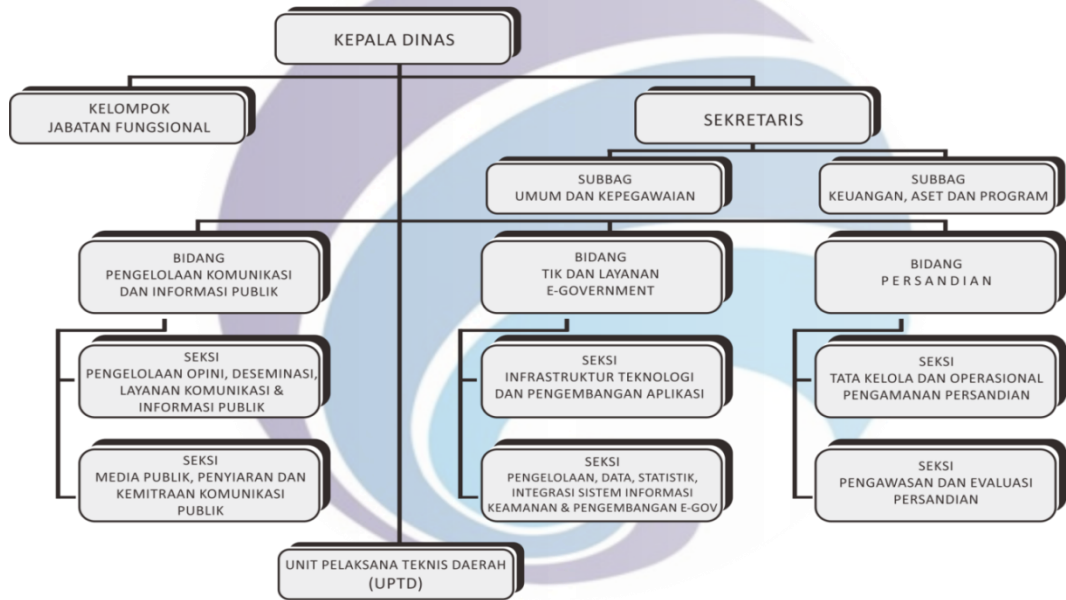 KEPALA DINAS
KELOMPOK
JABATAN FUNGSIONAL
SEKRETARIS
SUBBAG
UMUM DAN KEPEGAWAIAN
SUBBAG
KEUANGAN, ASET DAN PROGRAM
BIDANG
PENGELOLAAN KOMUNIKASI
DAN INFORMASI PUBLIK
BIDANG
TIK DAN LAYANAN
E-GOVERNMENT
BIDANG
PERSANDIAN
SEKSI
PENGELOLAAN OPINI, DESEMINASI,
LAYANAN KOMUNIKASI &
INFORMASI PUBLIK
SEKSI
INFRASTRUKTUR TEKNOLOGI
DAN PENGEMBANGAN APLIKASI
SEKSI
TATA KELOLA DAN OPERASIONAL
PENGAMANAN PERSANDIAN
SEKSI
MEDIA PUBLIK, PENYIARAN DAN
KEMITRAAN KOMUNIKASI
PUBLIK
SEKSI
PENGELOLAAN, DATA, STATISTIK,
INTEGRASI SISTEM INFORMASI
KEAMANAN & PENGEMBANGAN E-GOV
SEKSI
PENGAWASAN DAN EVALUASI
PERSANDIAN
UNIT PELAKSANA TEKNIS DAERAH
(UPTD)